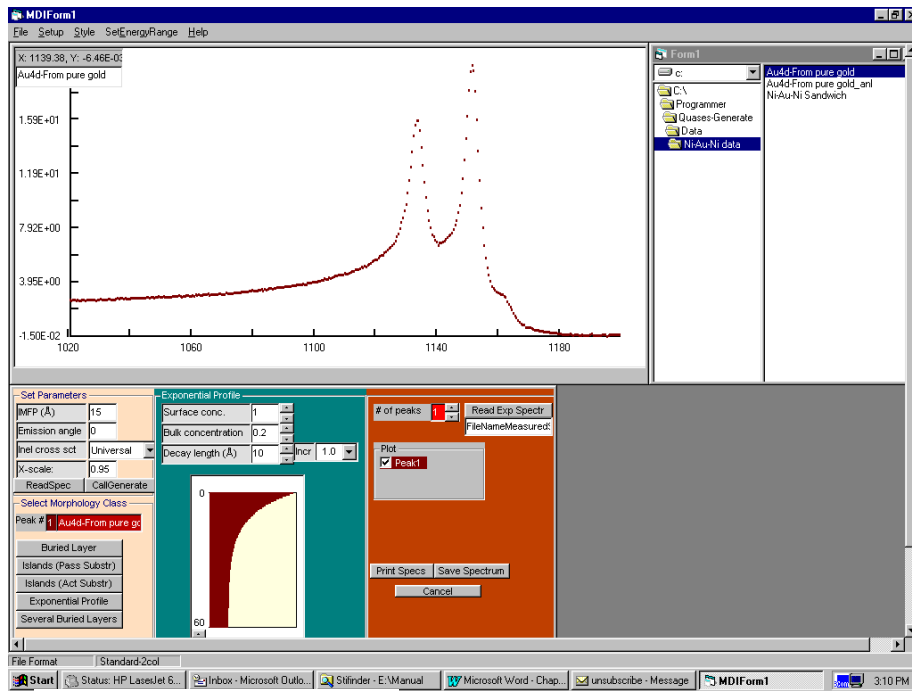 MDIForm1
File Setup Style SetEnergyRange Help
X: 1139.38, Y: -6.46E-03
Au4d-From pure gold
1.59E+01
1.19E+01
7.92E+00
3.95E+00
-1.50E-02
1020 1060 1100 1140 1180
Form1
c:
C:\
Programmer
Quases-Generate
Data
Ni-Au-Ni data
Au4d-From pure gold
Au4d-From pure gold_anl
Ni-Au-Ni Sandwich
Set Parameters
IMFP (Å) 15
Emission angle 0
Inel cross sct Universal
X-scale: 0.95
ReadSpec CallGenerate
Select Morphology Class
Peak # 1 Au4d-From pure go
Buried Layer
Islands (Pass Substr)
Islands (Act Substr)
Exponential Profile
Several Buried Layers
Exponential Profile
Surface conc. 1
Bulk concentration 0.2
Decay length (Å) 10 Incr 1.0
0
60
# of peaks 1 Read Exp Spectr
FileNameMeasuredS
Plot
Peak1
Print Specs Save Spectrum
Cancel
File Format Standard-2col
Start Status: HP LaserJet 6... Inbox - Microsoft Outlo... Stifinder - E:\Manual Microsoft Word - Chap... unsubscribe - Message MDIForm1 3:10 PM